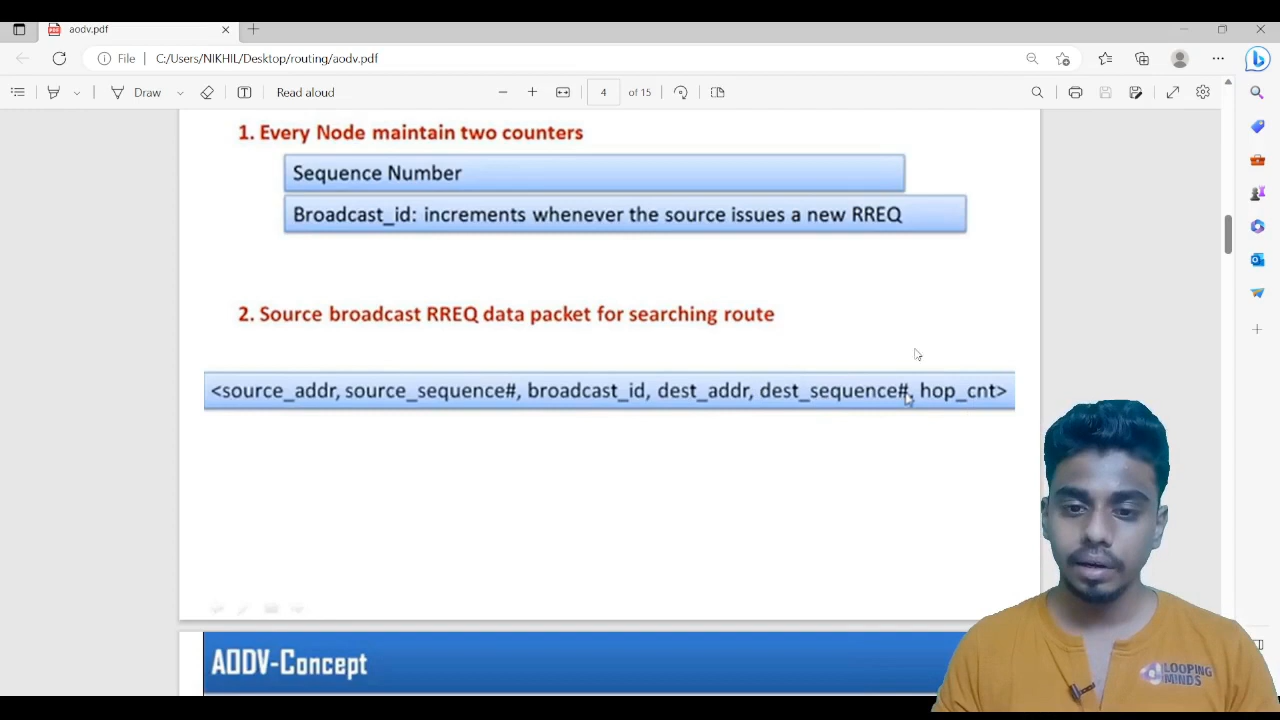 aodv.pdf
File
C:/Users/NIKHIL/Desktop/routing/aodv.pdf
Draw
Read aloud
4
of 15
1. Every Node maintain two counters
Sequence Number
Broadcast_id: increments whenever the source issues a new RREQ
2. Source broadcast RREQ data packet for searching route
<source_addr, source_sequence#, broadcast_id, dest_addr, dest_sequence#, hop_cnt>
AODV-Concept
LOOPING
MINDS